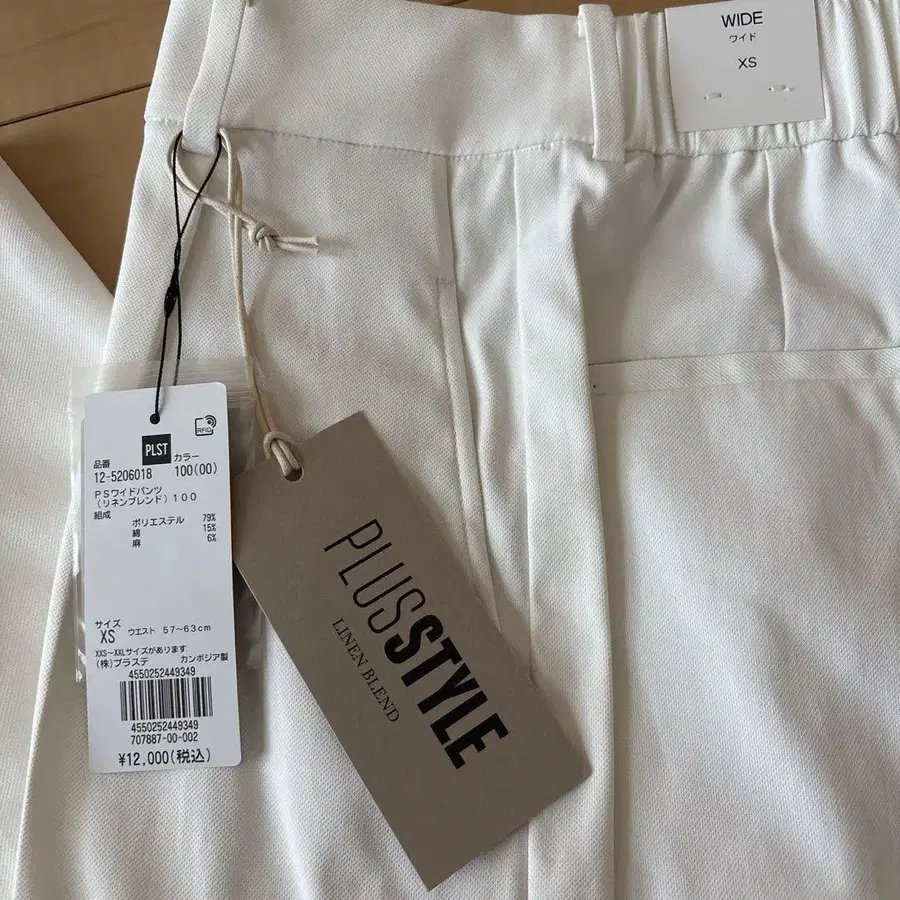 WIDE
ワイド
XS
RFID
PLST
品番
カラー
12-5206018
100(00)
PSワイドパンツ
(リネンブレンド)100
組成
ポリエステル 79%
綿 15%
麻 6%
サイズ
XS ウエスト 57~63cm
XXS~XXLサイズがあります
(株)プラステ カンボジア製
4550252449349
4550252449349
707887-00-002
¥12,000(税込)
PLUSSTYLE
LINEN BLEND